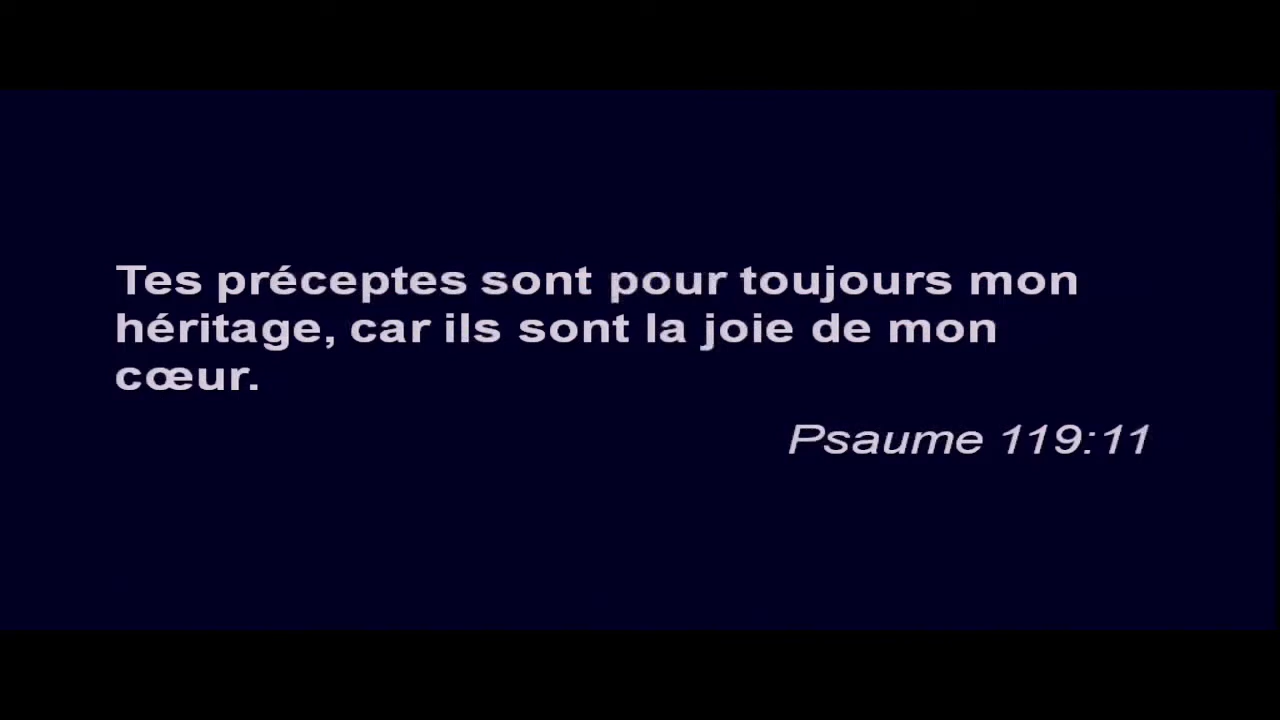 Tes préceptes sont pour toujours mon
héritage, car ils sont la joie de mon
cœur.
Psaume 119:11